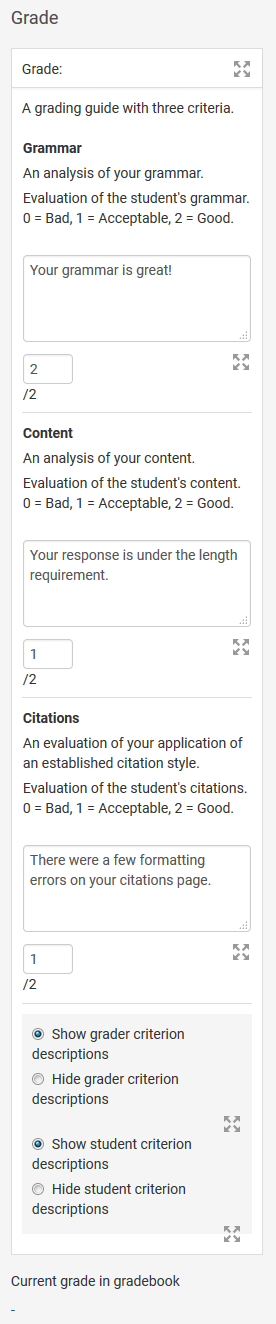 Grade
Grade:
A grading guide with three criteria.
Grammar
An analysis of your grammar.
Evaluation of the student's grammar.
0 = Bad, 1 = Acceptable, 2 = Good.
Your grammar is great!
2
/2
Content
An analysis of your content.
Evaluation of the student's content.
0 = Bad, 1 = Acceptable, 2 = Good.
Your response is under the length
requirement.
1
/2
Citations
An evaluation of your application of
an established citation style.
Evaluation of the student's citations.
0 = Bad, 1 = Acceptable, 2 = Good.
There were a few formatting
errors on your citations page.
1
/2
Show grader criterion
descriptions
Hide grader criterion
descriptions
Show student criterion
descriptions
Hide student criterion
descriptions
Current grade in gradebook
-